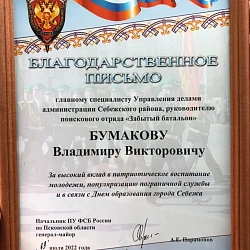 БЛАГОДАРСТВЕННОЕ
ПИСЬМО
главному специалисту Управления делами
администрации Себежского района, руководителю
поискового отряда «Забытый батальон»
БУМАКОВУ
Владимиру Викторовичу
За высокий вклад в патриотическое воспитание
молодежи, популяризацию пограничной службы
и в связи с Днем образования города Себежа
Начальник ПУ ФСБ России
по Псковской области
генерал-майор
А.Б. Парамонов
июля 2022 года